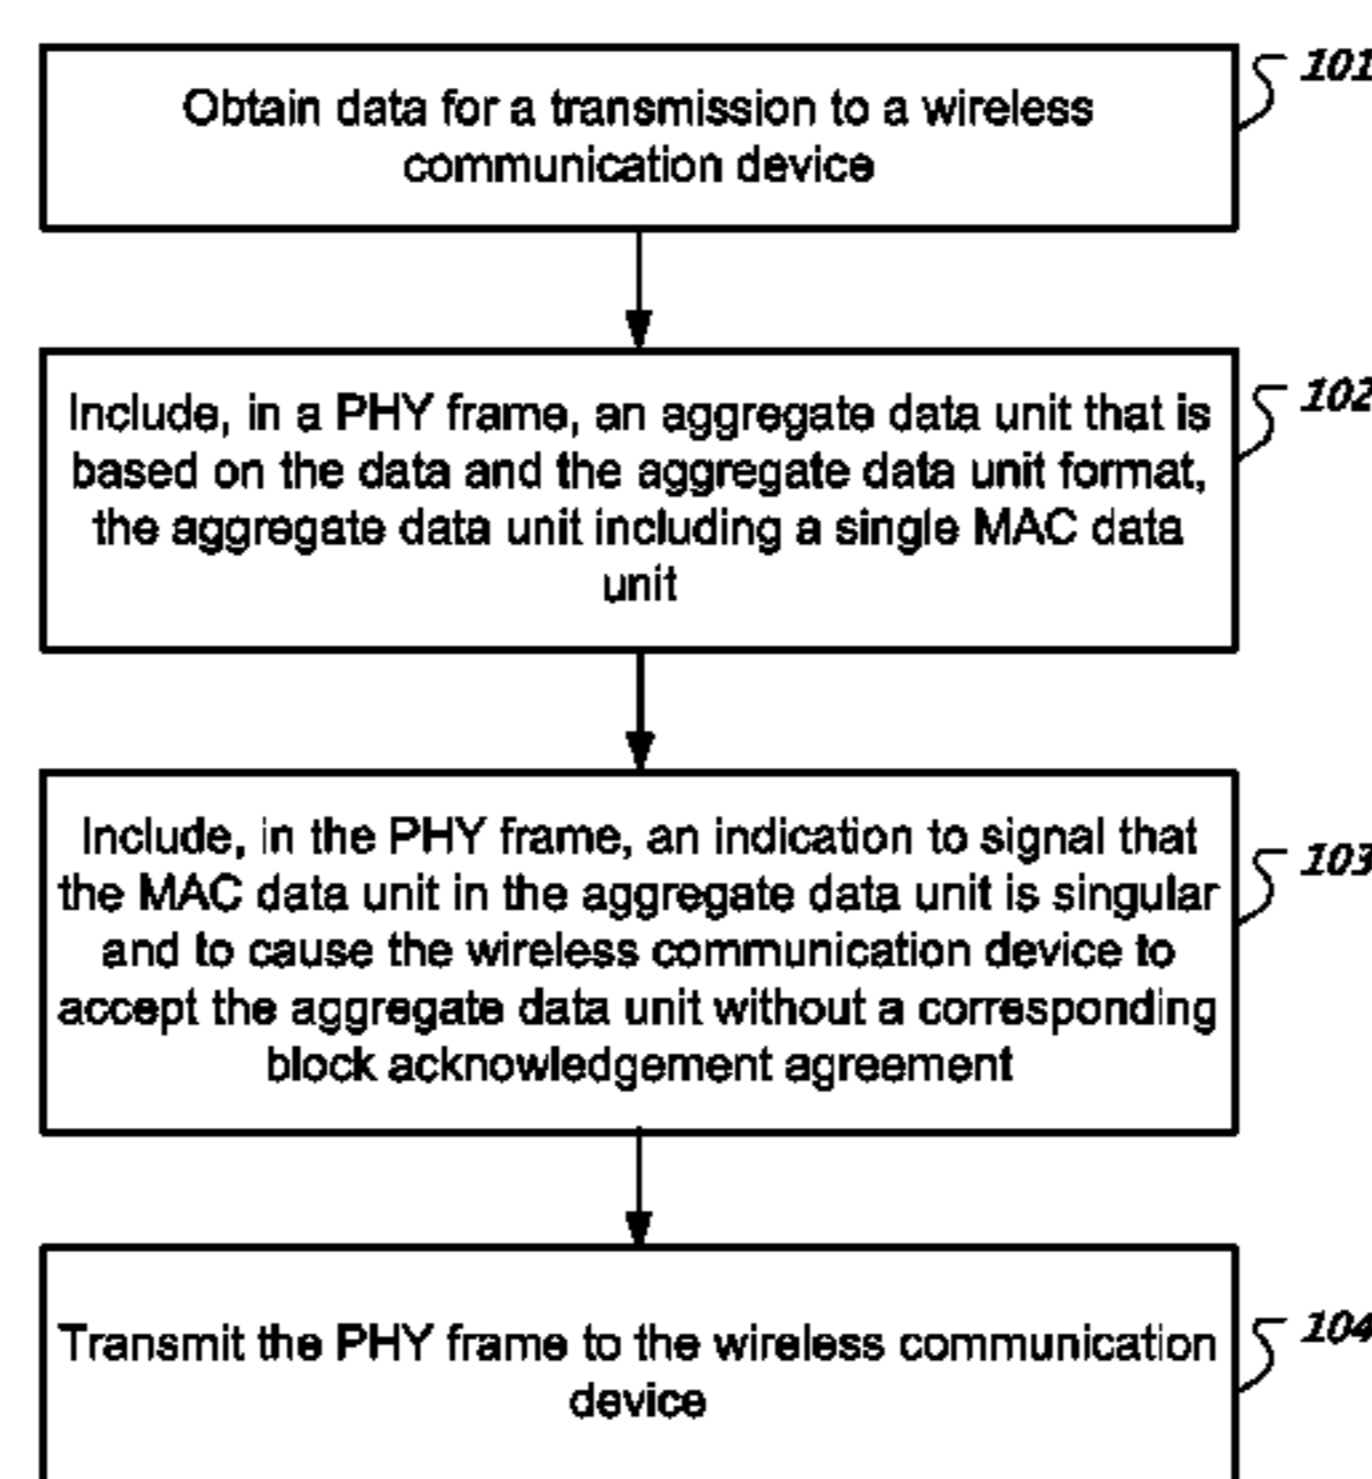 101
Obtain data for a transmission to a wireless
communication device
102
Include, in a PHY frame, an aggregate data unit that is
based on the data and the aggregate data unit format,
the aggregate data unit including a single MAC data
unit
103
Include, in the PHY frame, an indication to signal that
the MAC data unit in the aggregate data unit is singular
and to cause the wireless communication device to
accept the aggregate data unit without a corresponding
block acknowledgement agreement
104
Transmit the PHY frame to the wireless communication
device